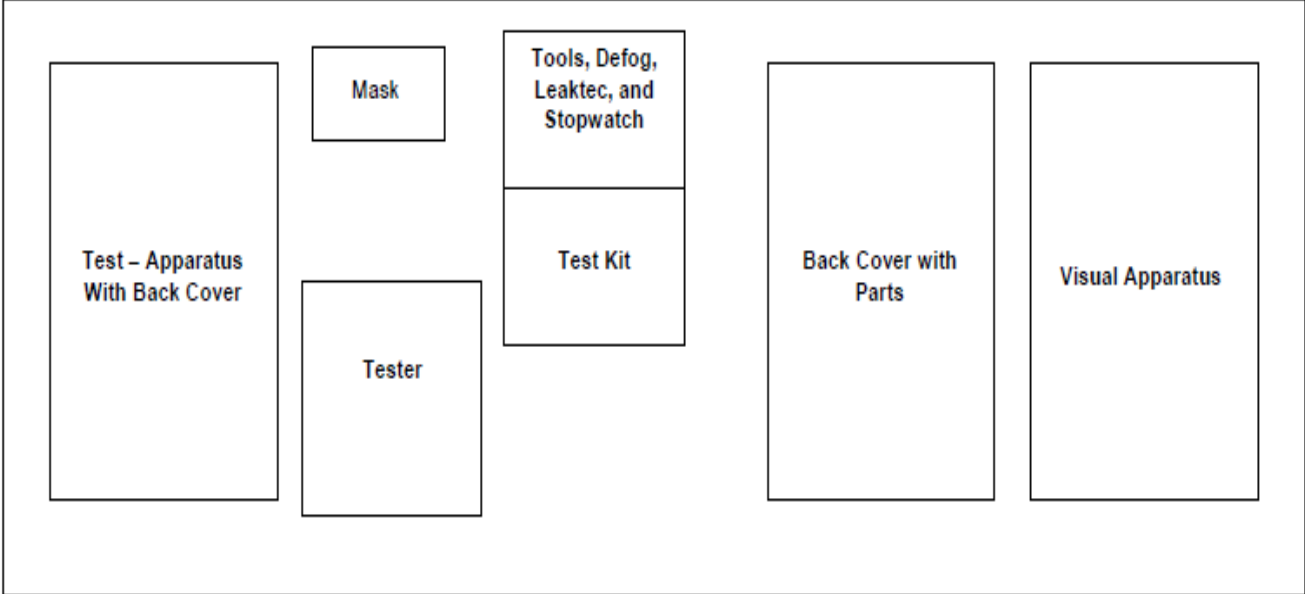 Mask
Tools, Defog,
Leaktec, and
Stopwatch
Test – Apparatus
With Back Cover
Test Kit
Back Cover with
Parts
Visual Apparatus
Tester